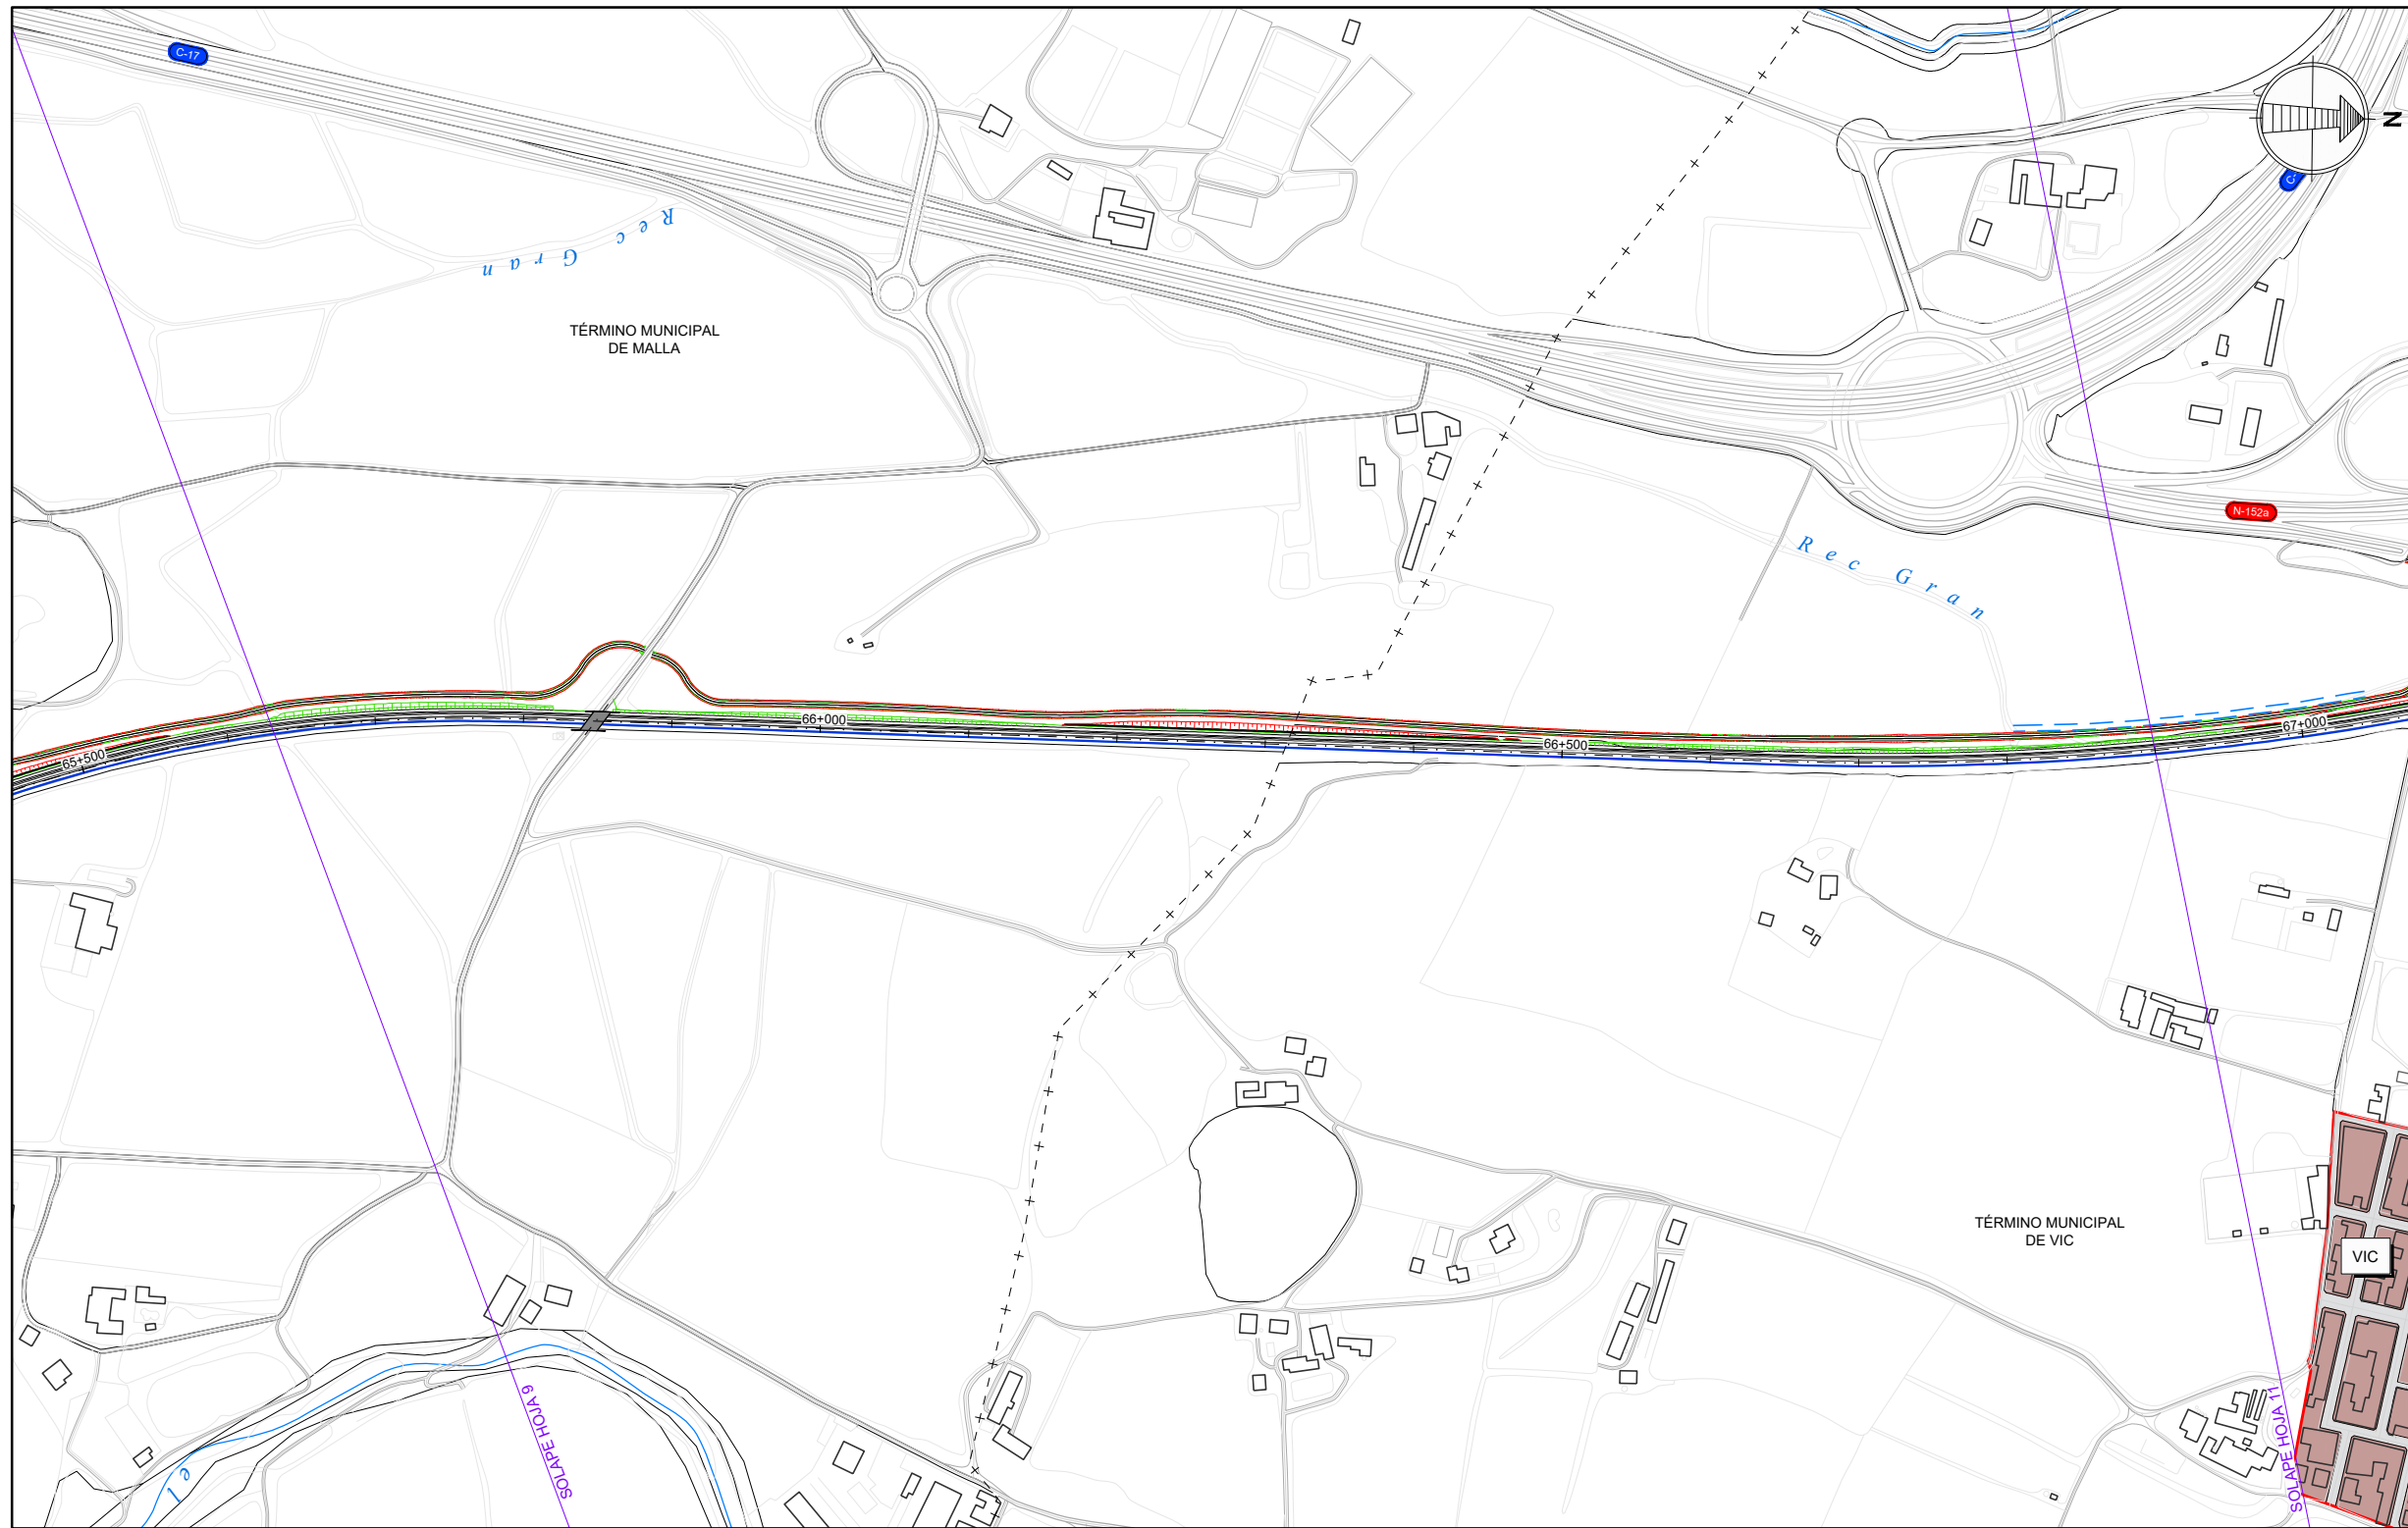 C-17
N
Rec Gran
TÉRMINO MUNICIPAL
DE MALLA
N-152a
Rec Gran
65+500
66+000
66+500
67+000
TÉRMINO MUNICIPAL
DE VIC
VIC
SOLAPE HOJA 9
SOLAPE HOJA 11
el